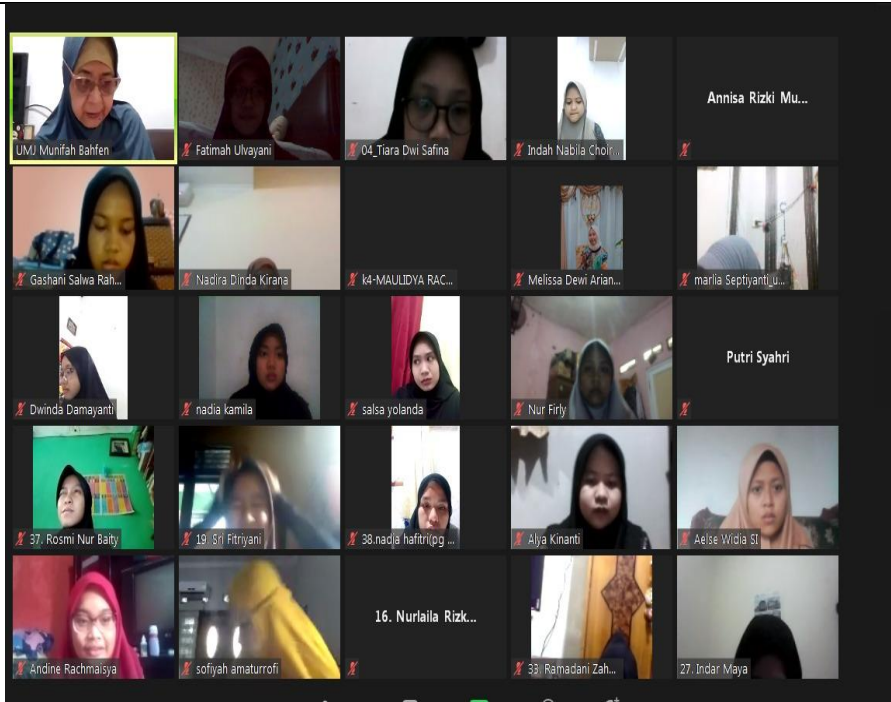 UMJ Munifah Bahfen
Fatimah Ulvayani
04_Tiara Dwi Safina
Indah Nabila Choir...
Annisa Rizki Mu...
Gashani Salwa Rah...
Nadira Dinda Kirana
k4-MAULIDYA RAC...
Melissa Dewi Arian...
marlia Septiyanti_u...
Dwinda Damayanti
nadia kamila
salsa yolanda
Nur Firly
Putri Syahri
37. Rosmi Nur Baity
19. Sri Fitriyani
38.nadja hafitri(pg ...
Alya Kinanti
Aelse Widia SI
Andine Rachmaisya
sofiyah amaturrofi
16. Nurlaila Rizk...
33. Ramadani Zah...
27. Indar Maya